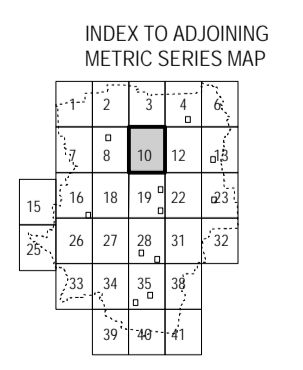 INDEX TO ADJOINING
METRIC SERIES MAP
1 2 3 4 6
7 8 10 12 13
15 16 18 19 22 23
25 26 27 28 31 32
33 34 35 38
39 40 41